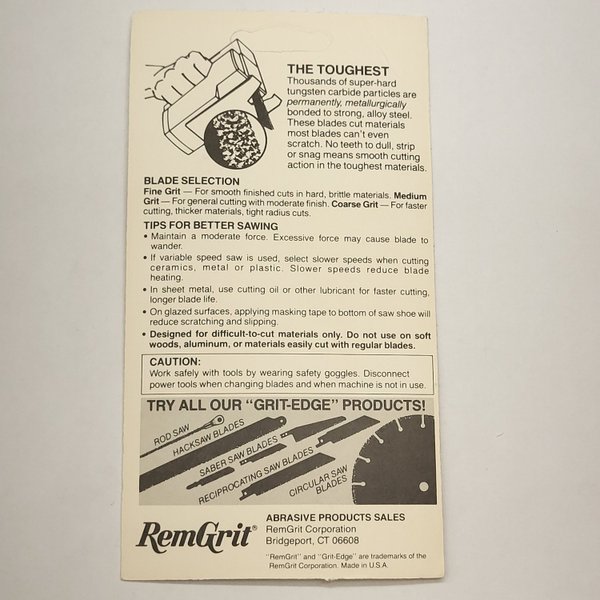 THE TOUGHEST
Thousands of super-hard
tungsten carbide particles are
permanently, metallurgically
bonded to strong, alloy steel.
These blades cut materials
most blades can't even
scratch. No teeth to dull, strip
or snag means smooth cutting
action in the toughest materials.
BLADE SELECTION
Fine Grit — For smooth finished cuts in hard, brittle materials. Medium
Grit — For general cutting with moderate finish. Coarse Grit — For faster
cutting, thicker materials, tight radius cuts.
TIPS FOR BETTER SAWING
• Maintain a moderate force. Excessive force may cause blade to
wander.
• If variable speed saw is used, select slower speeds when cutting
ceramics, metal or plastic. Slower speeds reduce blade
heating.
• In sheet metal, use cutting oil or other lubricant for faster cutting,
longer blade life.
• On glazed surfaces, applying masking tape to bottom of saw shoe will
reduce scratching and slipping.
• Designed for difficult-to-cut materials only. Do not use on soft
woods, aluminum, or materials easily cut with regular blades.
CAUTION:
Work safely with tools by wearing safety goggles. Disconnect
power tools when changing blades and when machine is not in use.
TRY ALL OUR "GRIT-EDGE" PRODUCTS!
ROD SAW
HACKSAW BLADES
SABER SAW BLADES
RECIPROCATING SAW BLADES
CIRCULAR SAW
BLADES
RemGrit®
ABRASIVE PRODUCTS SALES
RemGrit Corporation
Bridgeport, CT 06608
"RemGrit" and "Grit-Edge" are trademarks of the
RemGrit Corporation. Made in U.S.A.